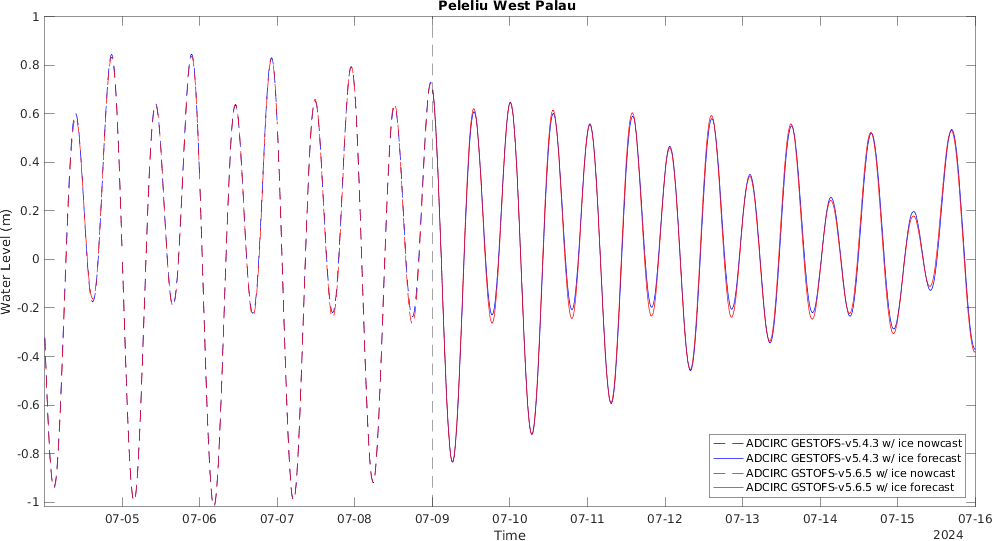 Peleliu West Palau
Water Level (m)
1
0.8
0.6
0.4
0.2
0
-0.2
-0.4
-0.6
-0.8
-1
ADCIRC GESTOFS-v5.4.3 w/ ice nowcast
ADCIRC GESTOFS-v5.4.3 w/ ice forecast
ADCIRC GSTOFS-v5.6.5 w/ ice nowcast
ADCIRC GSTOFS-v5.6.5 w/ ice forecast
07-05 07-06 07-07 07-08 07-09 07-10 07-11 07-12 07-13 07-14 07-15 07-16
Time
2024